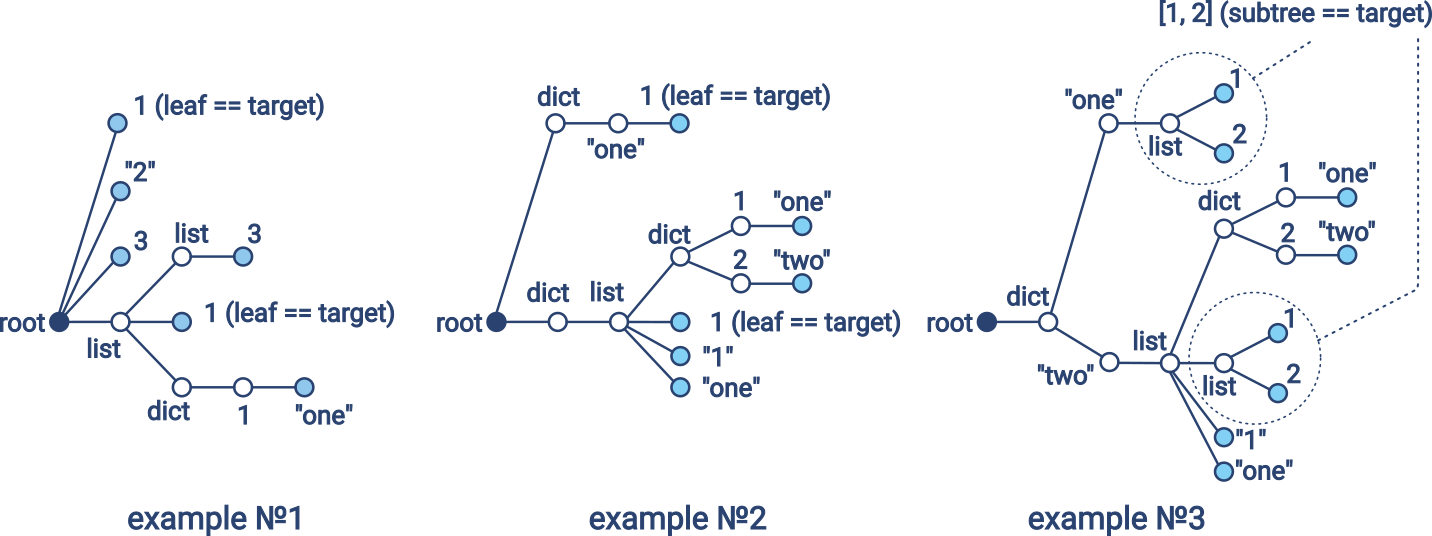 1 (leaf == target)
"2"
3
list
3
root
1 (leaf == target)
list
dict
1
"one"
example №1
dict
1 (leaf == target)
"one"
1
"one"
dict
2
"two"
dict
list
root
1 (leaf == target)
"1"
"one"
example №2
[1, 2] (subtree == target)
"one"
1
list
2
1
"one"
dict
2
"two"
dict
root
list
1
"two"
list
2
"1"
"one"
example №3